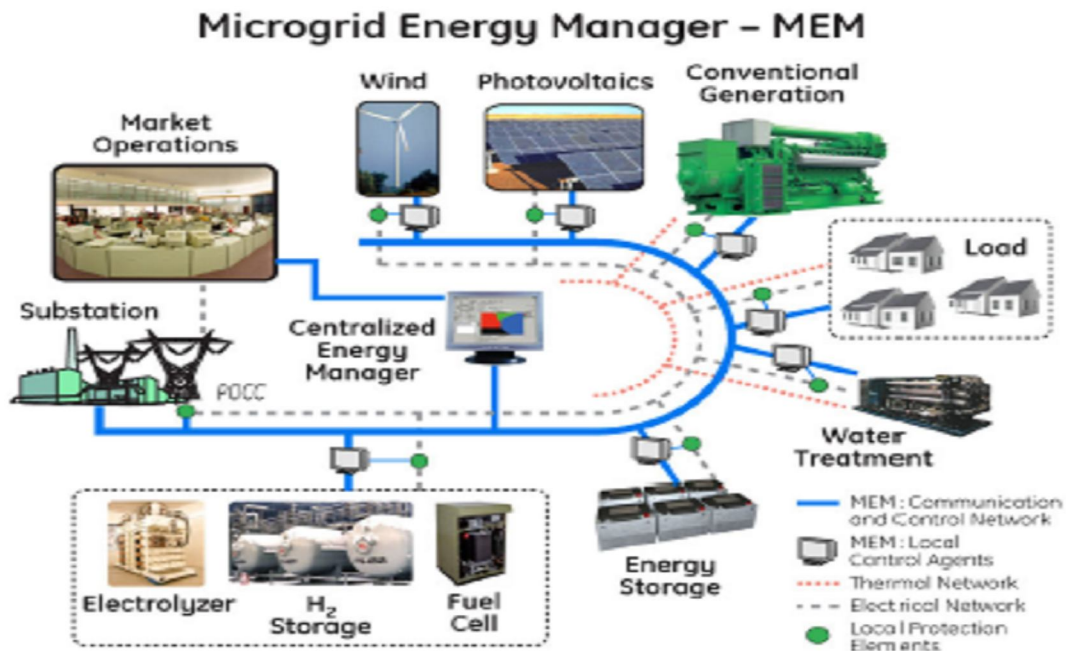 Microgrid Energy Manager – MEM
Wind
Photovoltaics
Conventional
Generation
Market
Operations
Load
Substation
Centralized
Energy
Manager
POCC
Water
Treatment
Energy
Storage
Electrolyzer
H₂
Storage
Fuel
Cell
MEM: Communication
and Control Network
MEM: Local
Control Agents
Thermal Network
Electrical Network
Local Protection
Elements